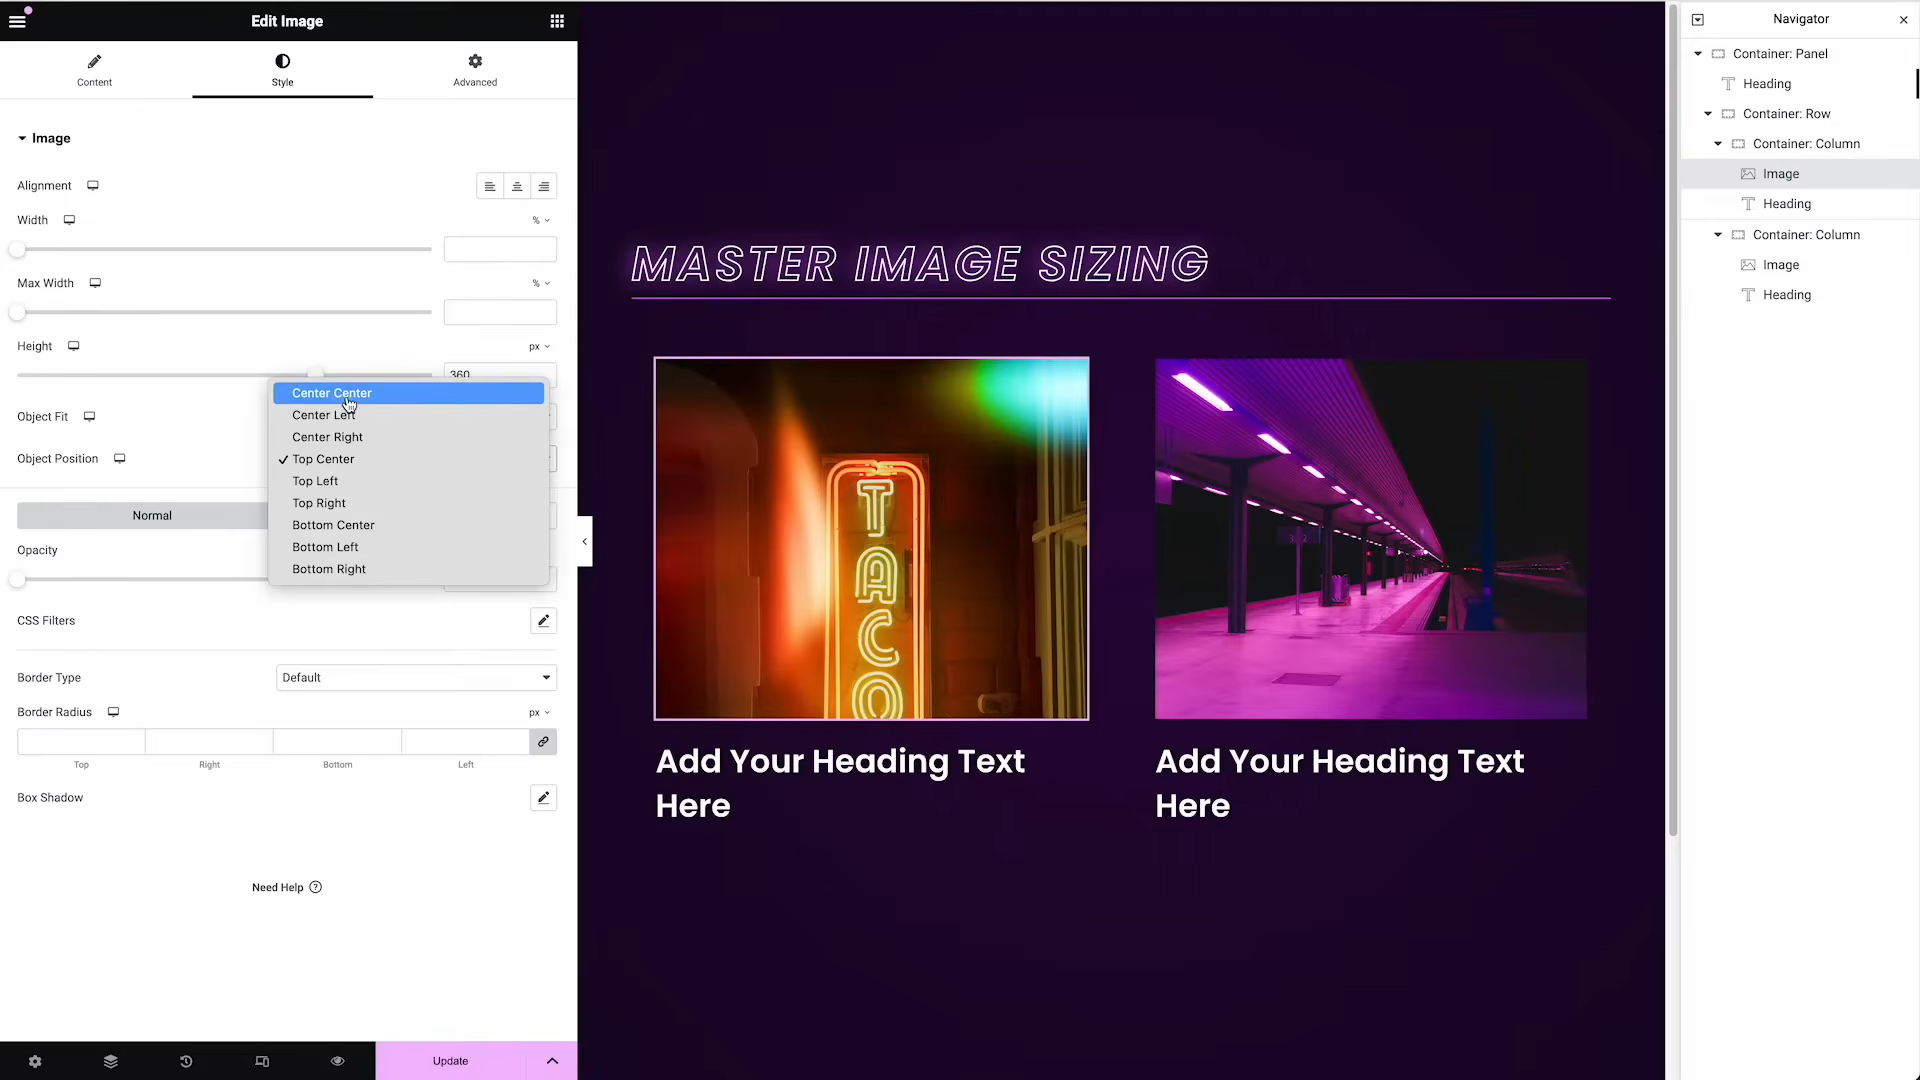 Edit Image
Content
Style
Advanced
Image
Alignment
Width
%
Max Width
%
Height
px
360
Object Fit
Object Position
Center Center
Center Left
Center Right
✓ Top Center
Top Left
Top Right
Bottom Center
Bottom Left
Bottom Right
Normal
Opacity
CSS Filters
Border Type
Default
Border Radius
px
Top
Right
Bottom
Left
Box Shadow
Need Help
Update
MASTER IMAGE SIZING
TACO
Add Your Heading Text
Here
Add Your Heading Text
Here
Navigator
Container: Panel
Heading
Container: Row
Container: Column
Image
Heading
Container: Column
Image
Heading